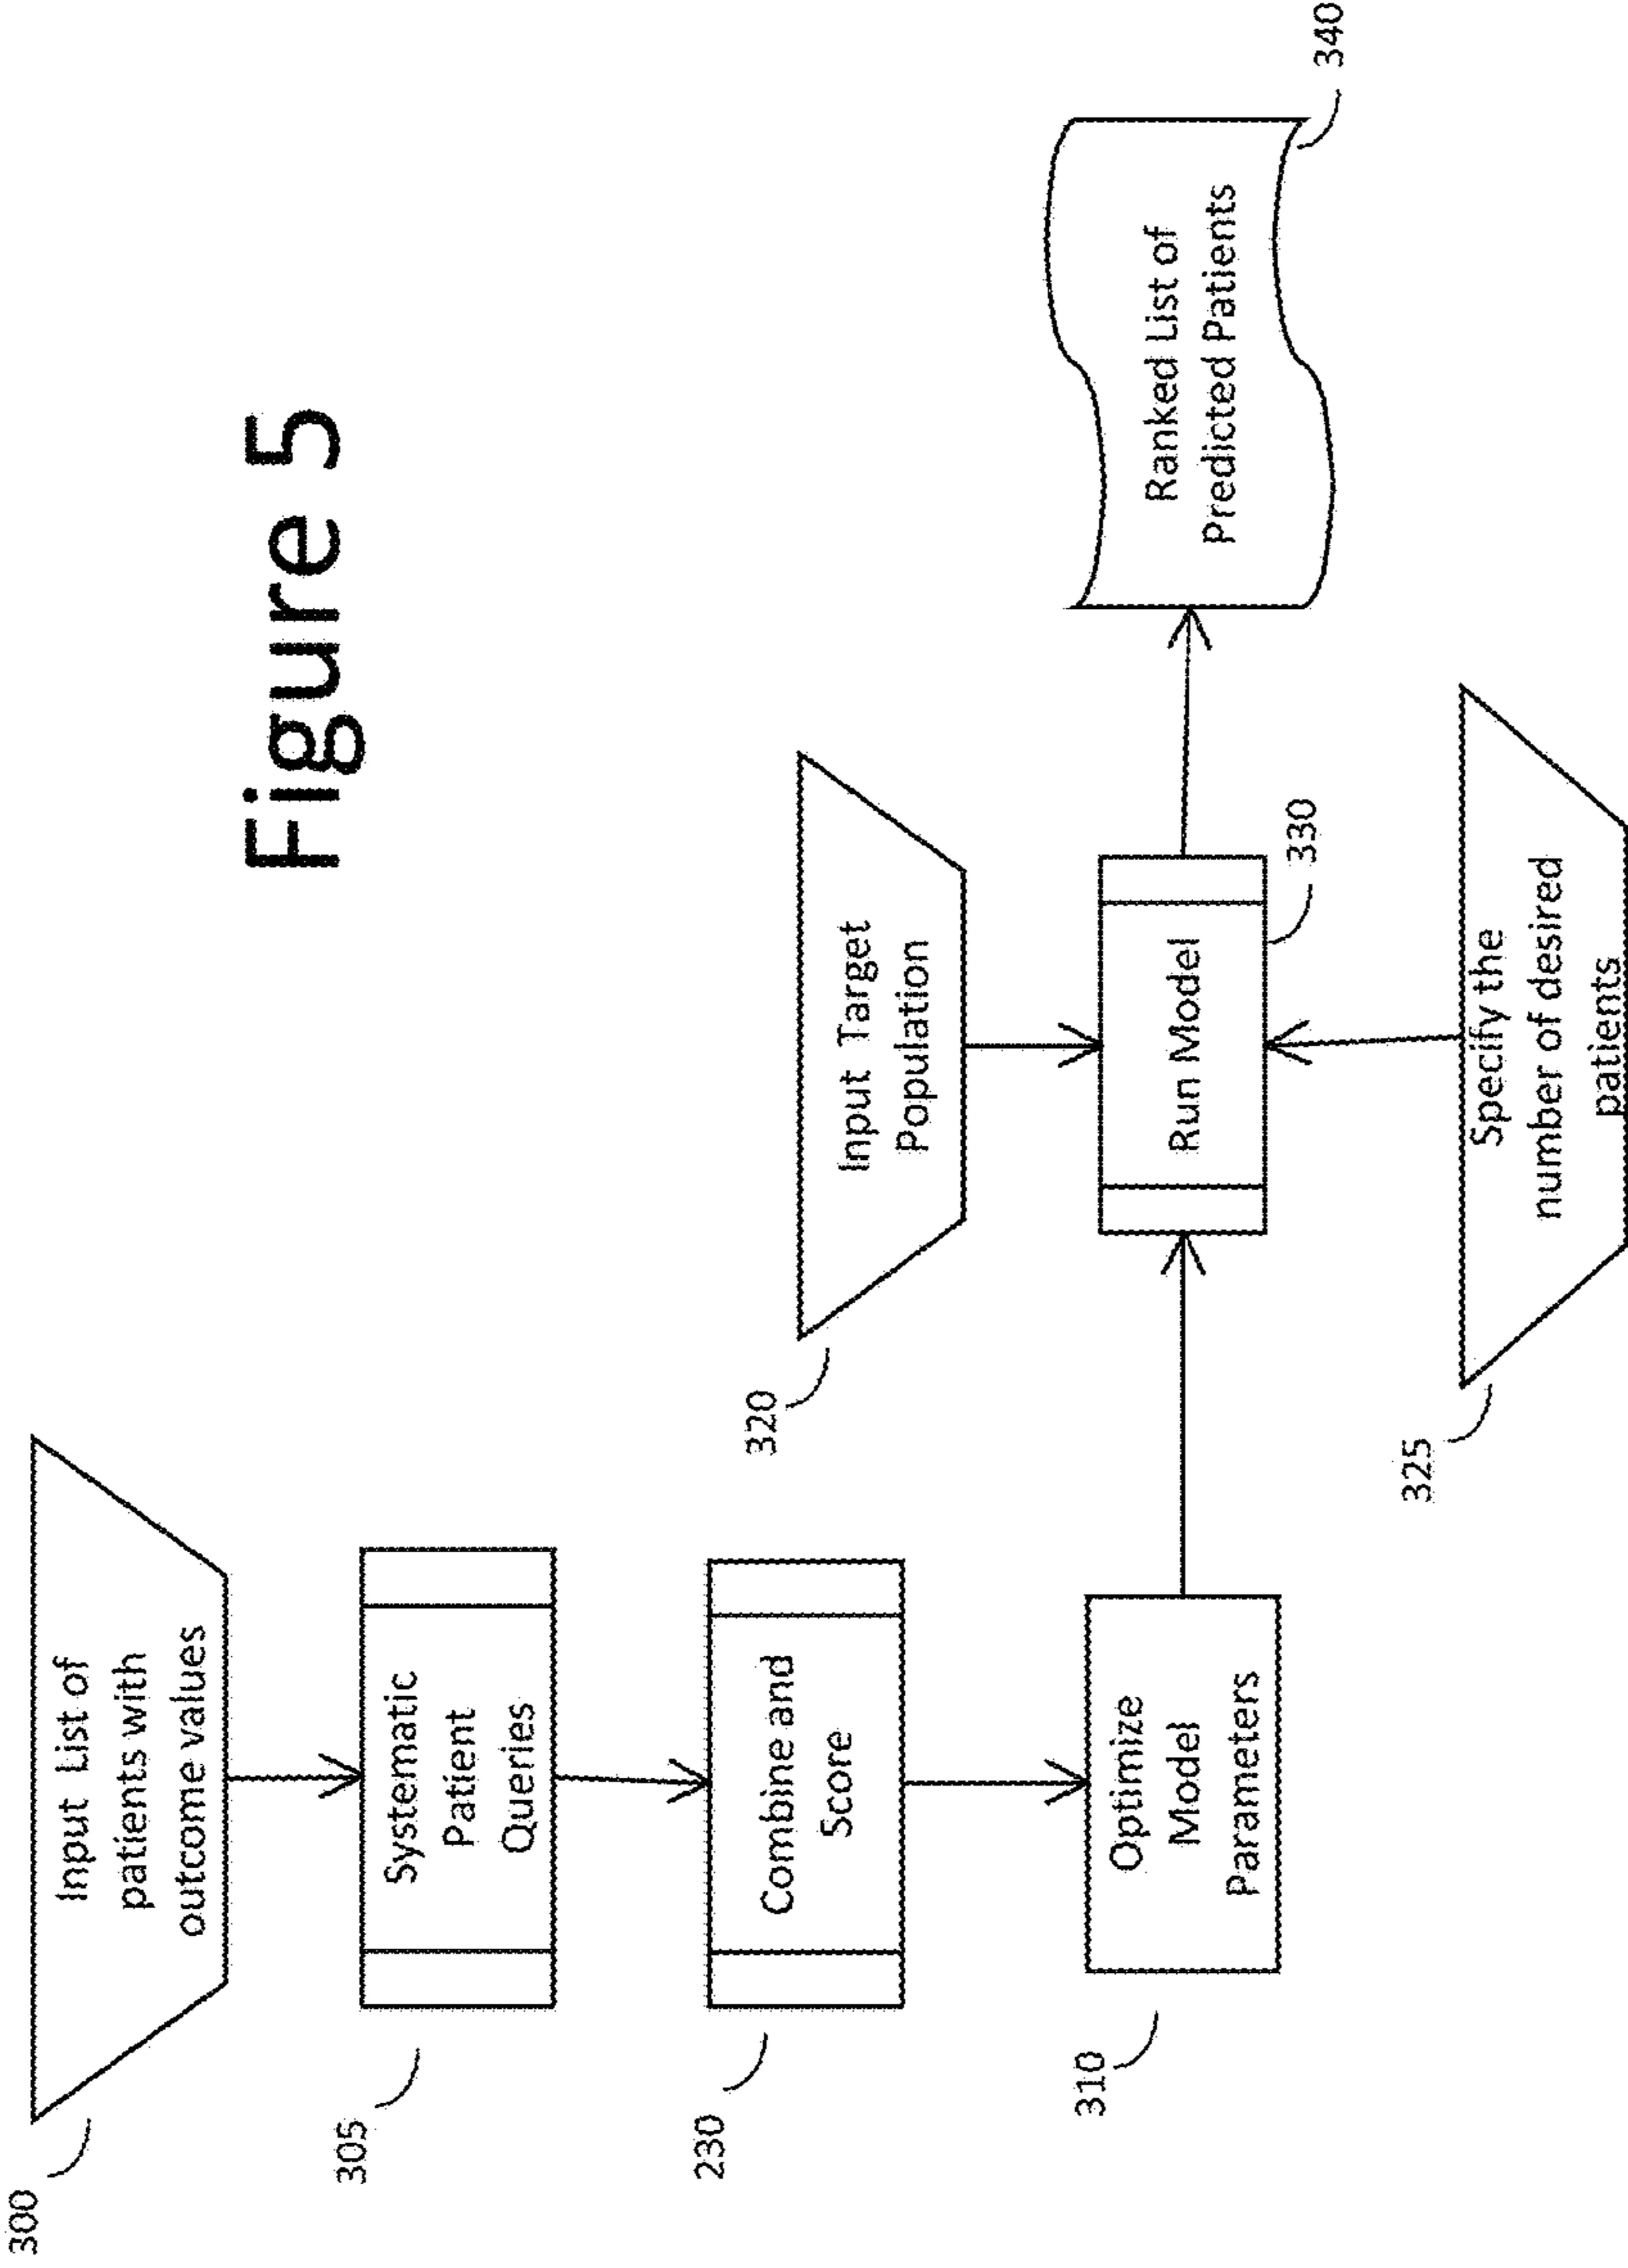 Figure 5
300
Input List of
patients with
outcome values
305
Systematic
Patient
Queries
230
Combine and
Score
310
Optimize
Model
Parameters
320
Input Target
Population
Run Model
330
325
Specify the
number of desired
patients
Ranked List of
Predicted Patients
340